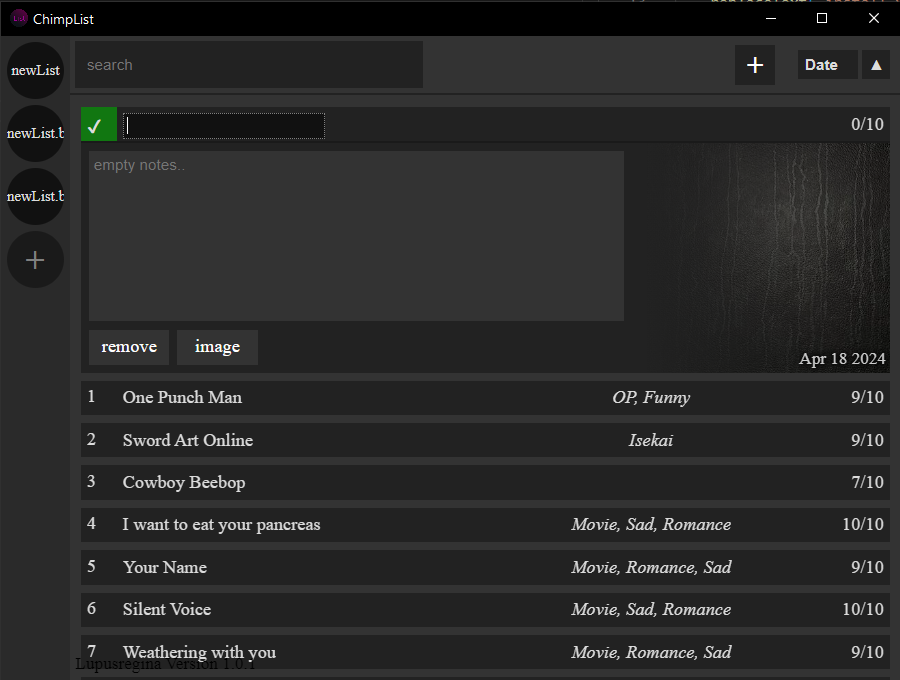 ChimpList
newList
newList.b
newList.b
search
+
Date ▲
✓ 0/10
empty notes..
remove image
Apr 18 2024
1 One Punch Man OP, Funny 9/10
2 Sword Art Online Isekai 9/10
3 Cowboy Beebop 7/10
4 I want to eat your pancreas Movie, Sad, Romance 10/10
5 Your Name Movie, Romance, Sad 9/10
6 Silent Voice Movie, Sad, Romance 10/10
7 Weathering with you Movie, Romance, Sad 9/10
Lupusregina Version 1.0.1